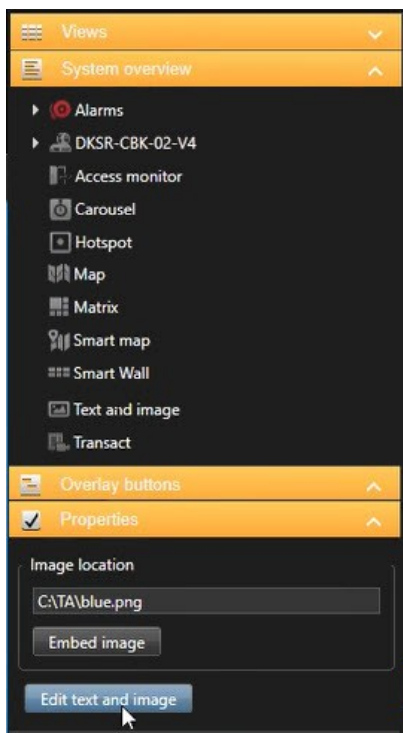 Views
System overview
Alarms
DKSR-CBK-02-V4
Access monitor
Carousel
Hotspot
Map
Matrix
Smart map
Smart Wall
Text and image
Transact
Overlay buttons
Properties
Image location
C:\TA\blue.png
Embed image
Edit text and image